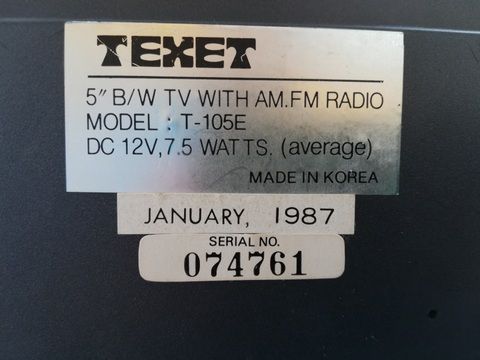 TEXET
5" B/W TV WITH AM.FM RADIO
MODEL : T-105E
DC 12V,7.5 WATTS. (average)
MADE IN KOREA
JANUARY, 1987
SERIAL NO.
074761